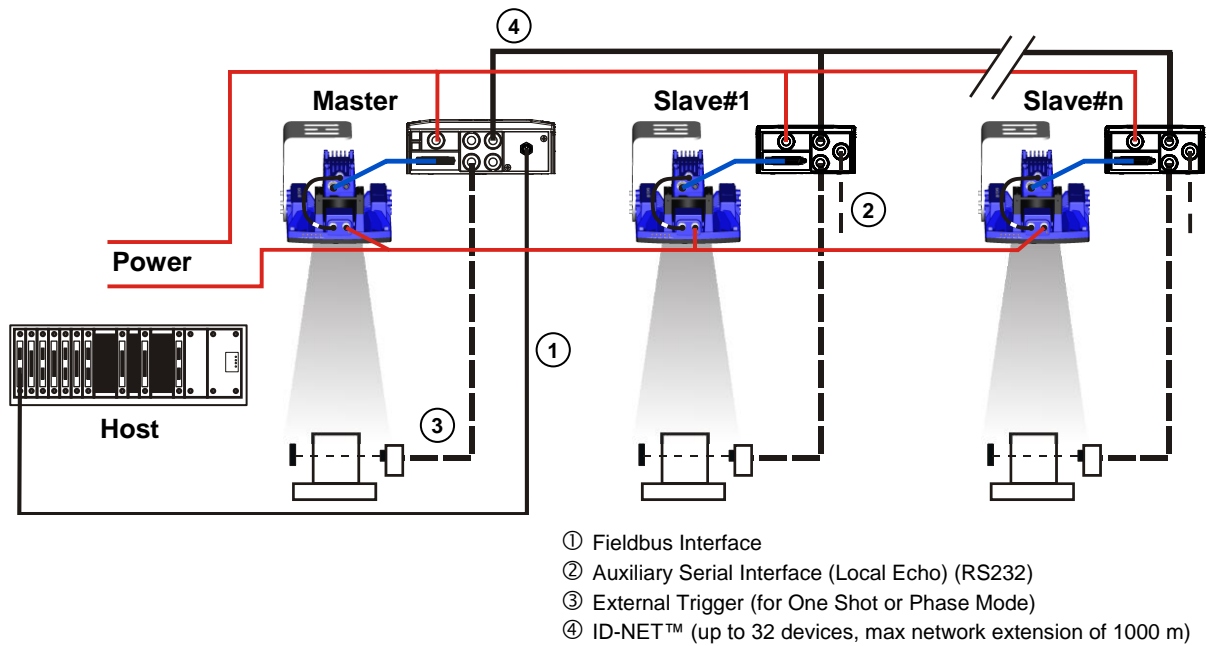 ④
Master
Slave#1
Slave#n
②
Power
①
Host
③
① Fieldbus Interface
② Auxiliary Serial Interface (Local Echo) (RS232)
③ External Trigger (for One Shot or Phase Mode)
④ ID-NET™ (up to 32 devices, max network extension of 1000 m)